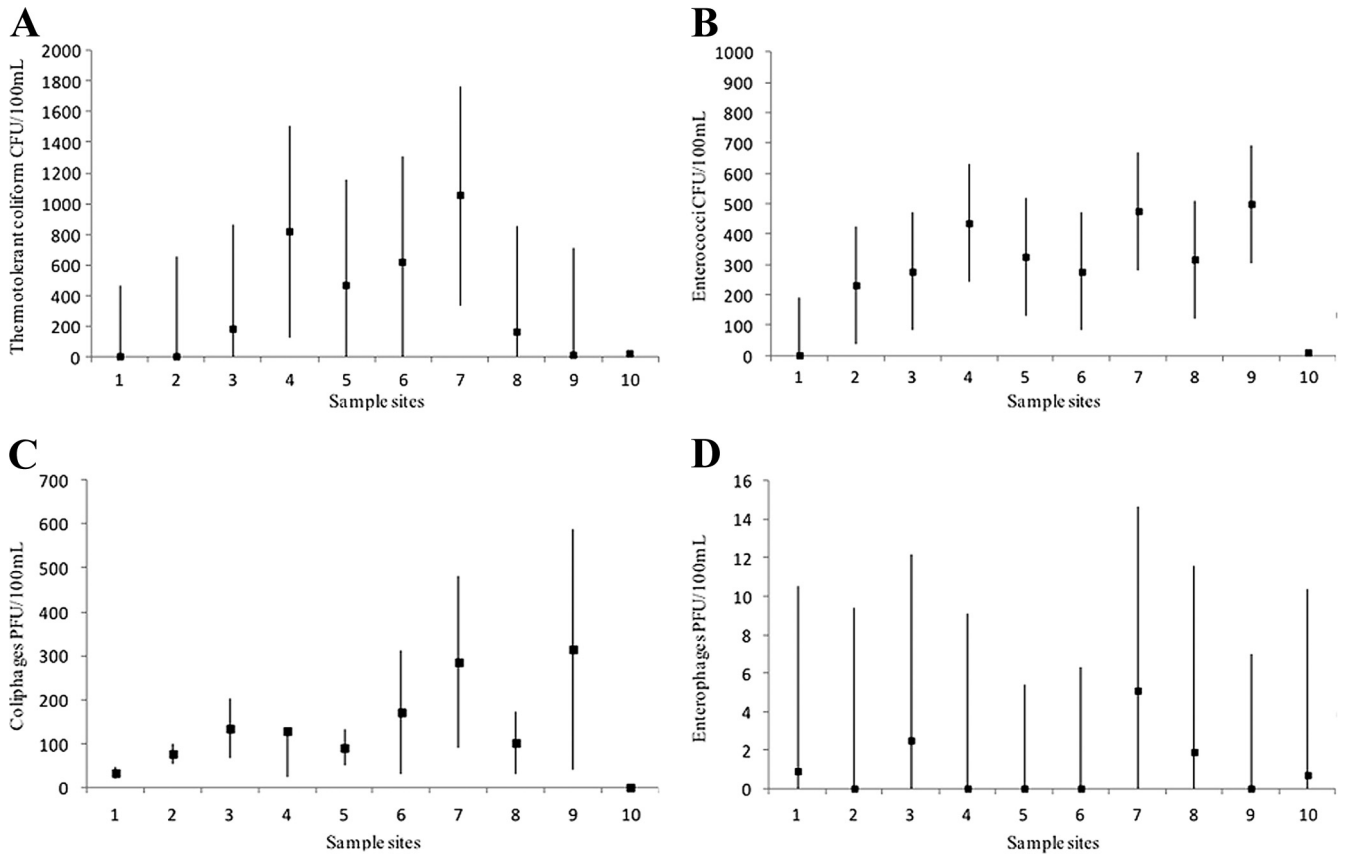 A
Thermotolerant coliform CFU/100mL
2000
1800
1600
1400
1200
1000
800
600
400
200
0
1 2 3 4 5 6 7 8 9 10
Sample sites
B
Enterococci CFU/100mL
1000
900
800
700
600
500
400
300
200
100
0
1 2 3 4 5 6 7 8 9 10
Sample sites
C
Coliphages PFU/100mL
700
600
500
400
300
200
100
0
1 2 3 4 5 6 7 8 9 10
Sample sites
D
Enterophages PFU/100mL
16
14
12
10
8
6
4
2
0
1 2 3 4 5 6 7 8 9 10
Sample sites